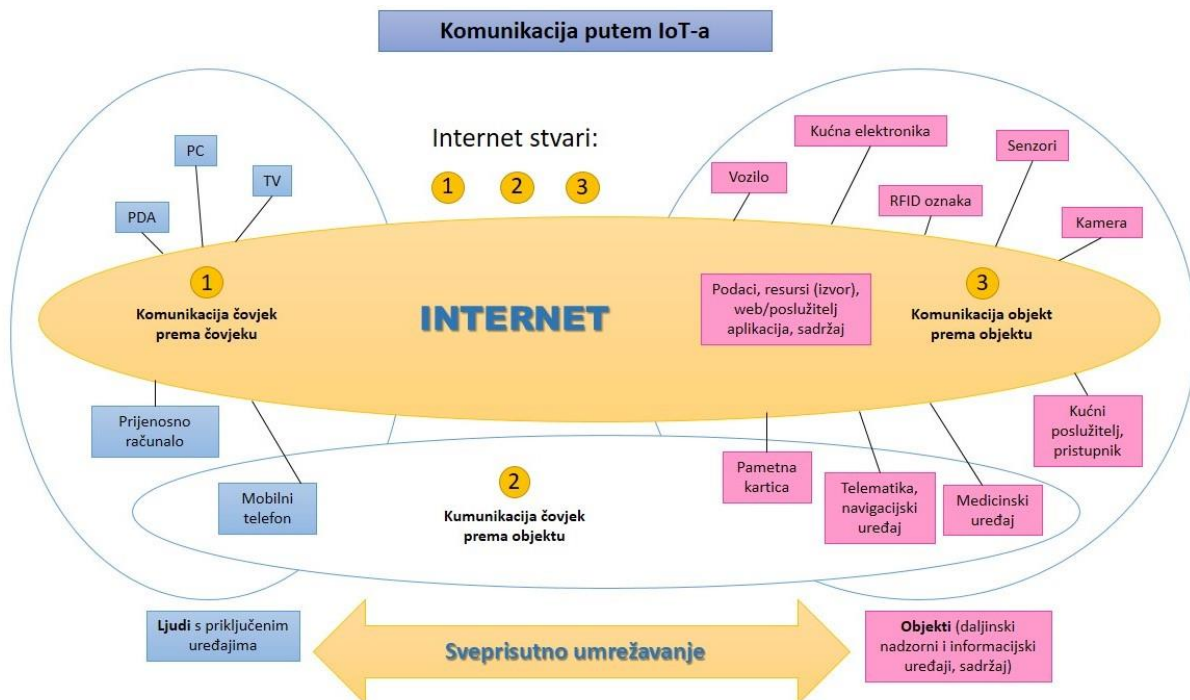 Komunikacija putem IoT-a
Internet stvari:
1 2 3
PC
TV
PDA
Vozilo
Kućna elektronika
RFID oznaka
Senzori
Kamera
1
Komunikacija čovjek
prema čovjeku
INTERNET
Podaci, resursi (izvor),
web/poslužitelj
aplikacija, sadržaj
3
Komunikacija objekt
prema objektu
Prijenosno
računalo
Mobilni
telefon
2
Kumunikacija čovjek
prema objektu
Pametna
kartica
Telematika,
navigacijski
uređaj
Medicinski
uređaj
Kućni
poslužitelj,
pristupnik
Ljudi s priključenim
uređajima
Sveprisutno umrežavanje
Objekti (daljinski
nadzorni i informacijski
uređaji, sadržaj)